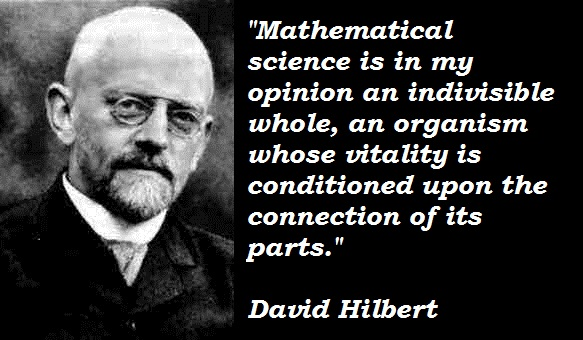 "Mathematical
science is in my
opinion an indivisible
whole, an organism
whose vitality is
conditioned upon the
connection of its
parts."
David Hilbert